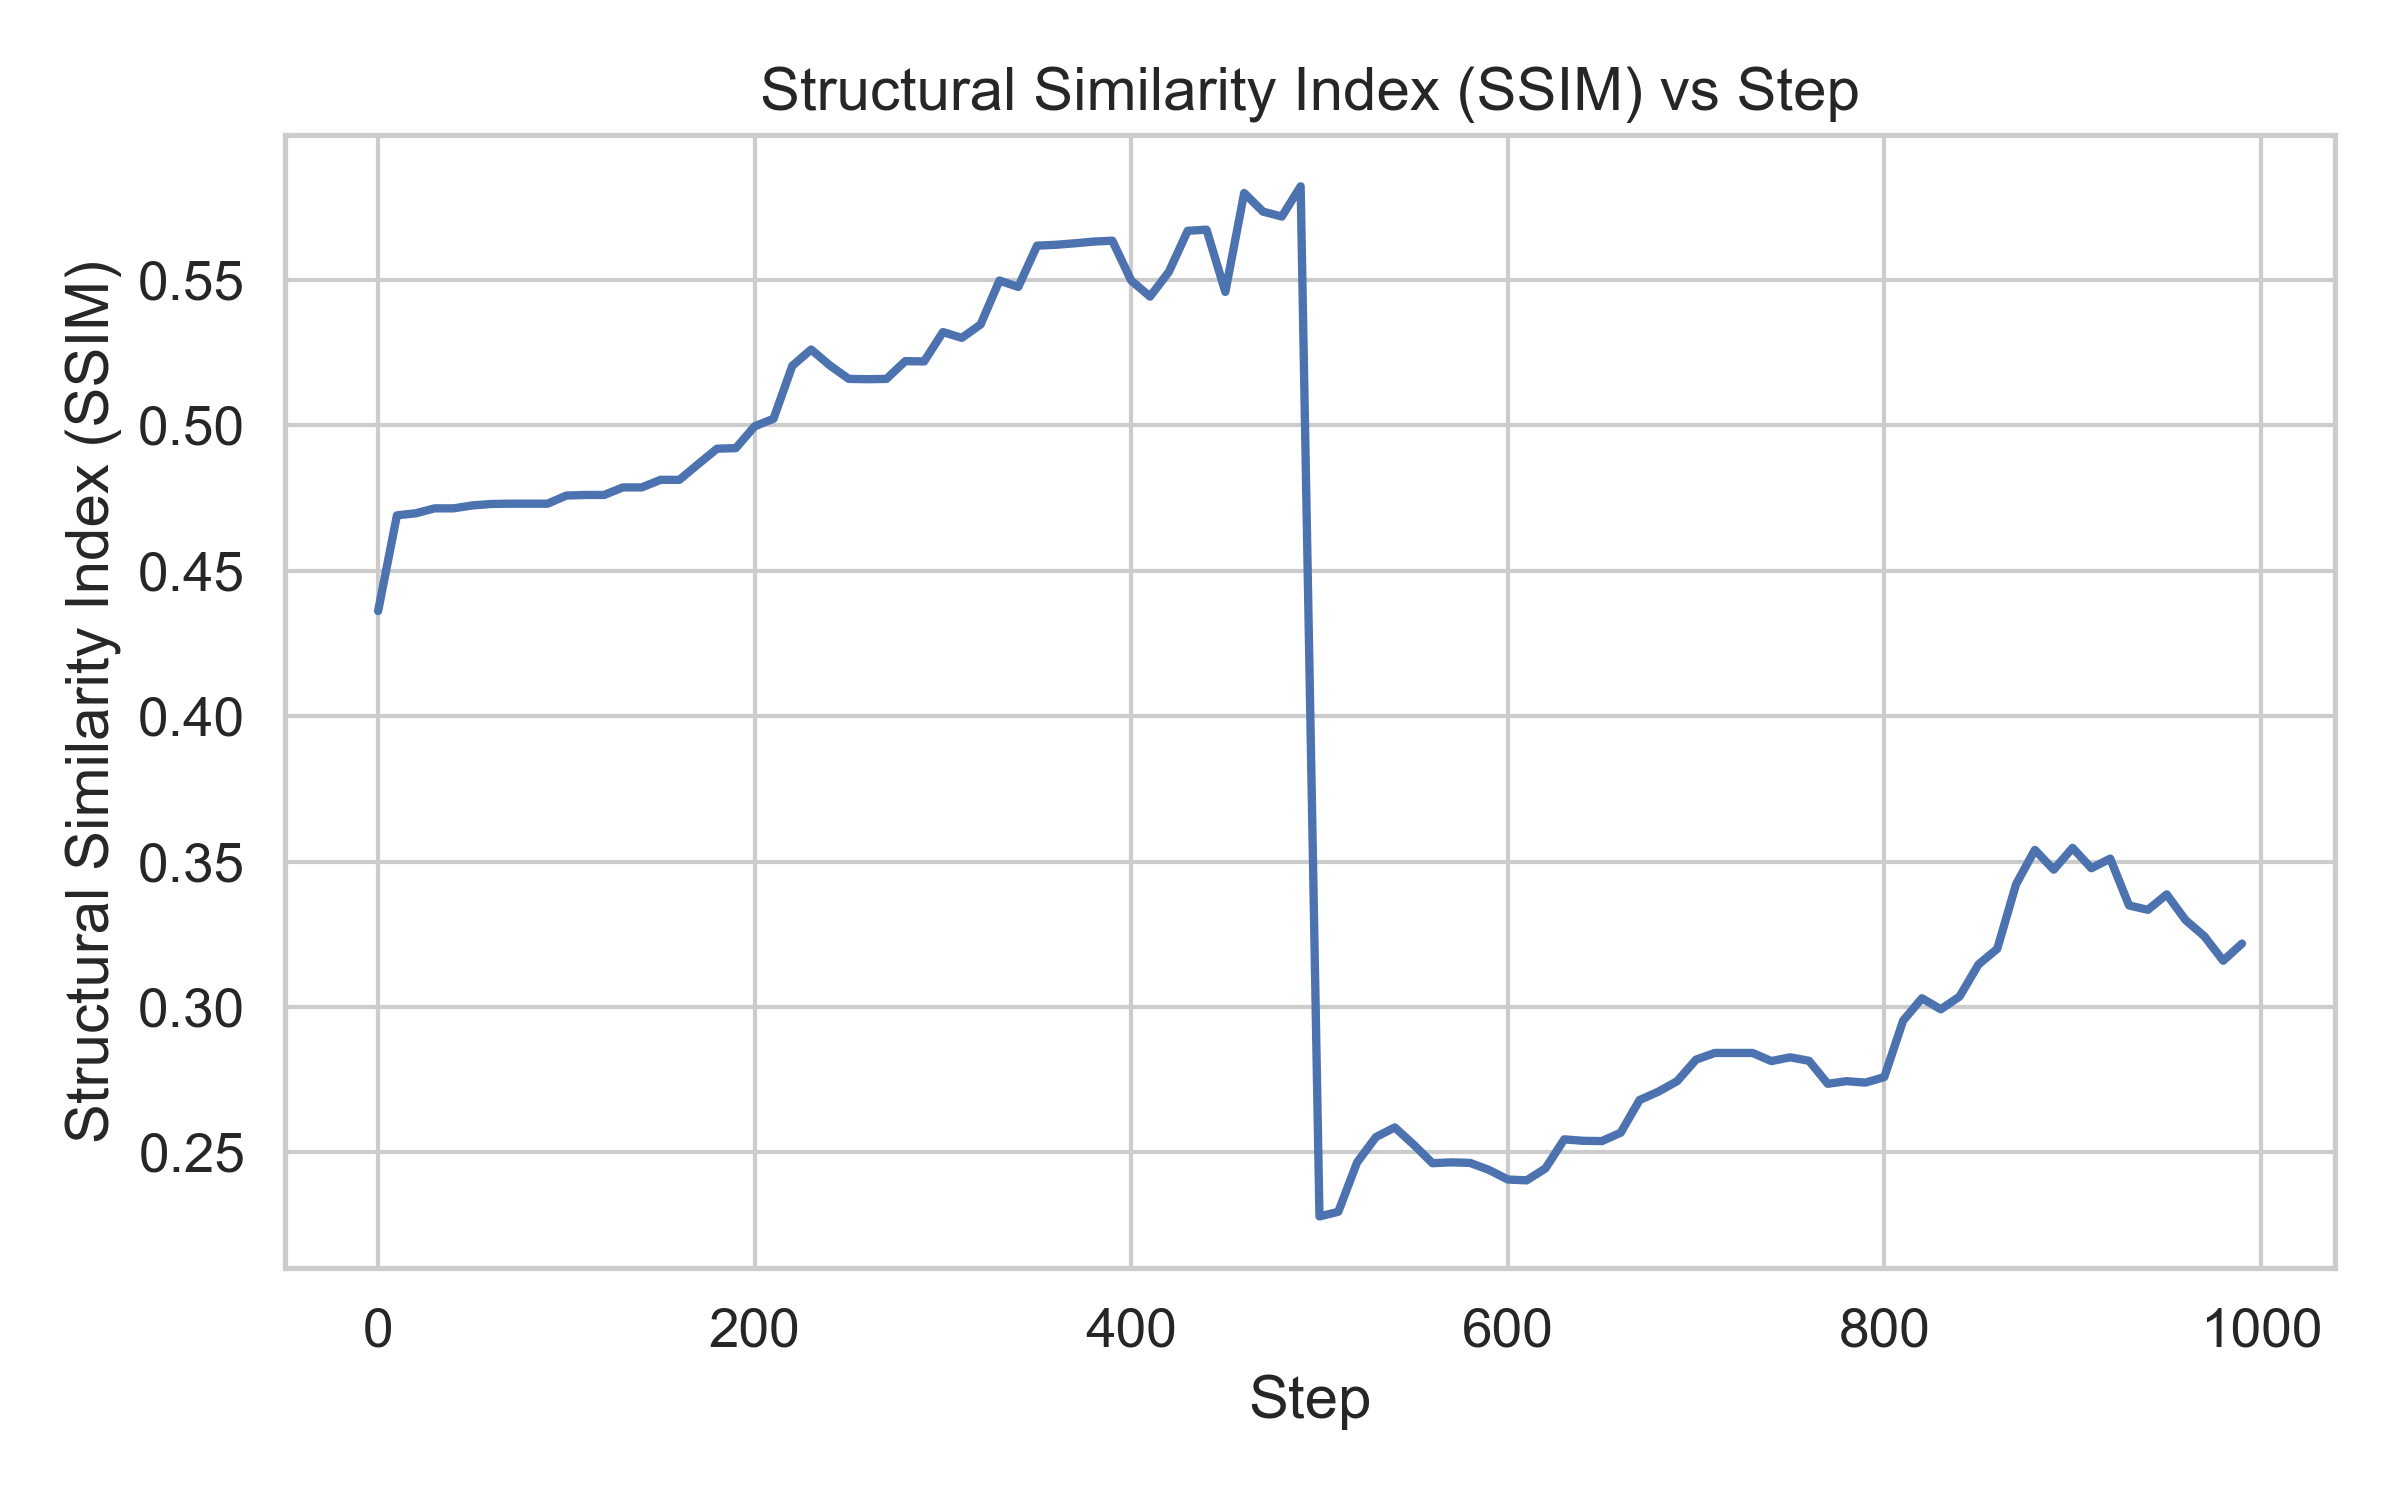 Structural Similarity Index (SSIM) vs Step
Structural Similarity Index (SSIM)
0.55
0.50
0.45
0.40
0.35
0.30
0.25
0 200 400 600 800 1000
Step